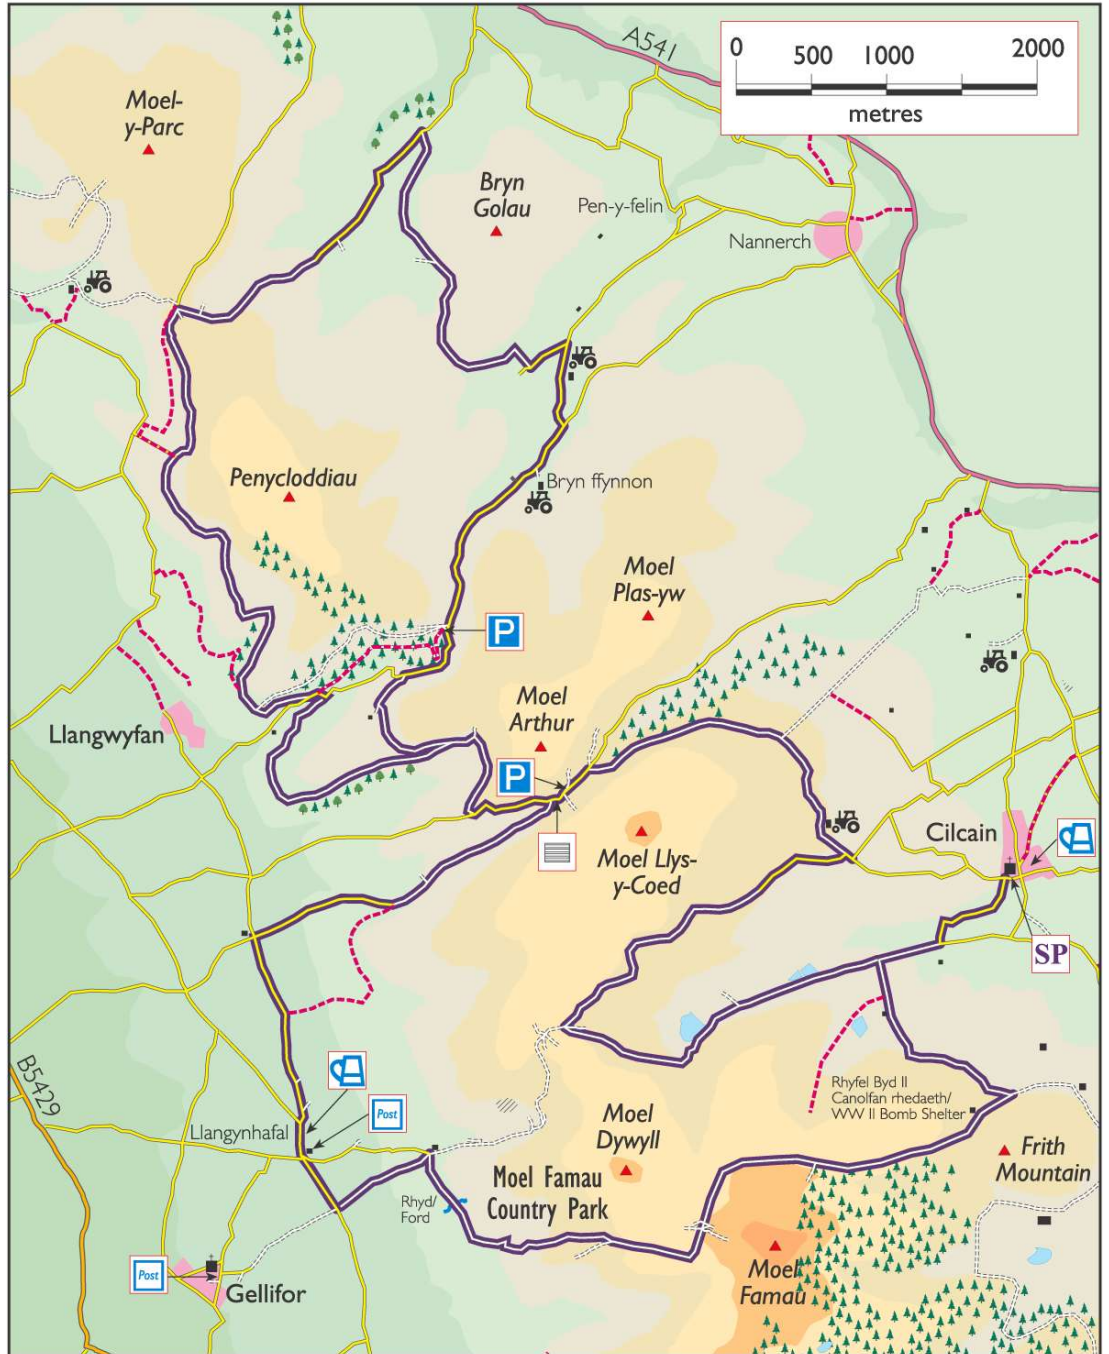 A541
0
500
1000
2000
metres
Moel-
y-Parc
Bryn
Golau
Pen-y-felin
Nannerch
Penycloddiau
Bryn ffynnon
Moel
Plas-yw
P
Moel
Arthur
Llangwyfan
P
Moel Llys-
y-Coed
Cilcain
SP
B5429
Post
Llangynhafal
Rhyfel Byd II
Canolfan rhedaeth/
WW II Bomb Shelter
Moel
Dywyll
Frith
Mountain
Moel Famau
Country Park
Rhyd/
Ford
Post
Gellifor
Moel
Famau